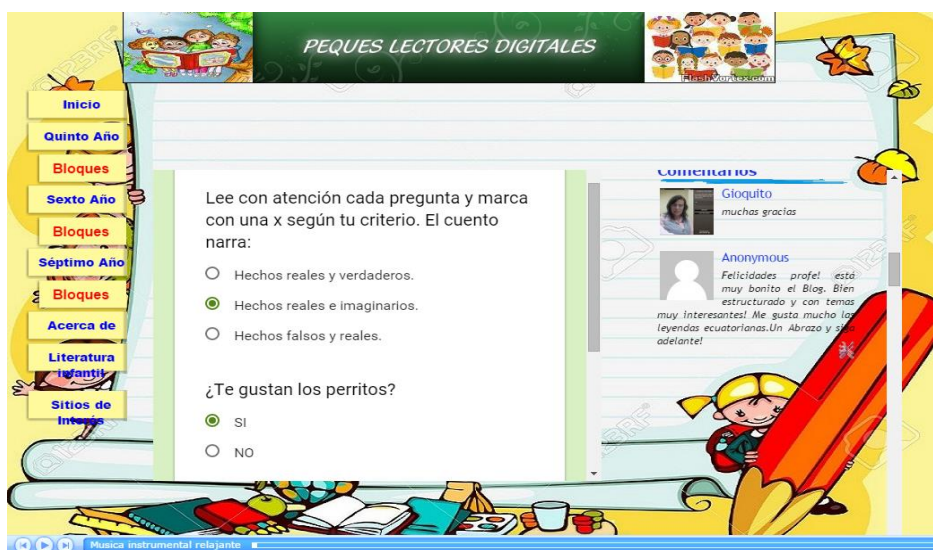 PEQUES LECTORES DIGITALES
FlashVortex.com
Inicio
Quinto Año
Bloques
Sexto Año
Bloques
Séptimo Año
Bloques
Acerca de
Literatura
infantil
Sitios de
Interés
Lee con atención cada pregunta y marca
con una x según tu criterio. El cuento
narra:
Hechos reales y verdaderos.
Hechos reales e imaginarios.
Hechos falsos y reales.
¿Te gustan los perritos?
SI
NO
Comentarios
Gioquito
muchas gracias
Anonymous
Felicidades profe! está
muy bonito el Blog. Bien
estructurado y con temas
muy interesantes! Me gusta mucho las
leyendas ecuatorianas.Un Abrazo y siga
adelante!
123RF
Musica instrumental relajante